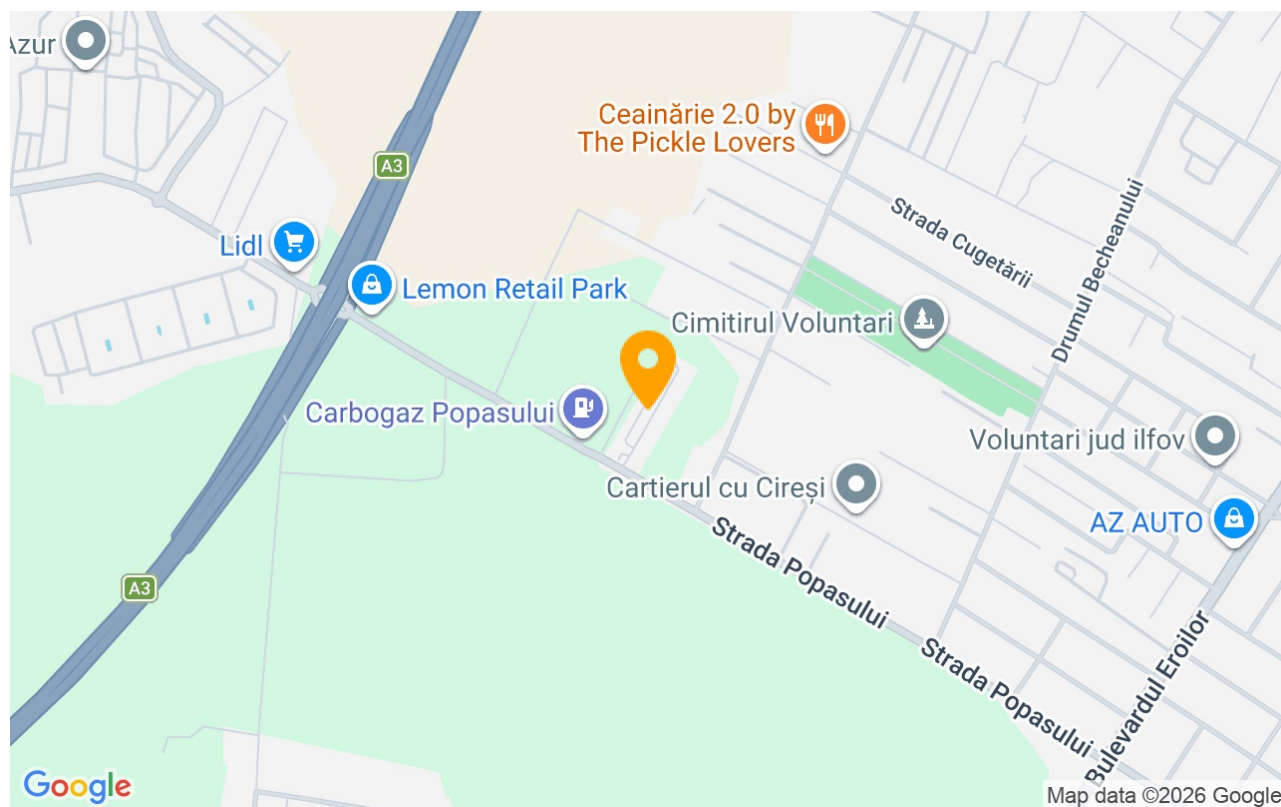 Azur
A3
Ceainărie 2.0 by
The Pickle Lovers
Strada Cugetării
Drumul Becheanului
Lidl
Lemon Retail Park
Cimitirul Voluntari
Carbogaz Popasului
Voluntari jud ilfov
Cartierul cu Cireși
AZ AUTO
Strada Popasului
A3
Strada Popasului
Bulevardul Eroilor
Google
Map data ©2026 Google